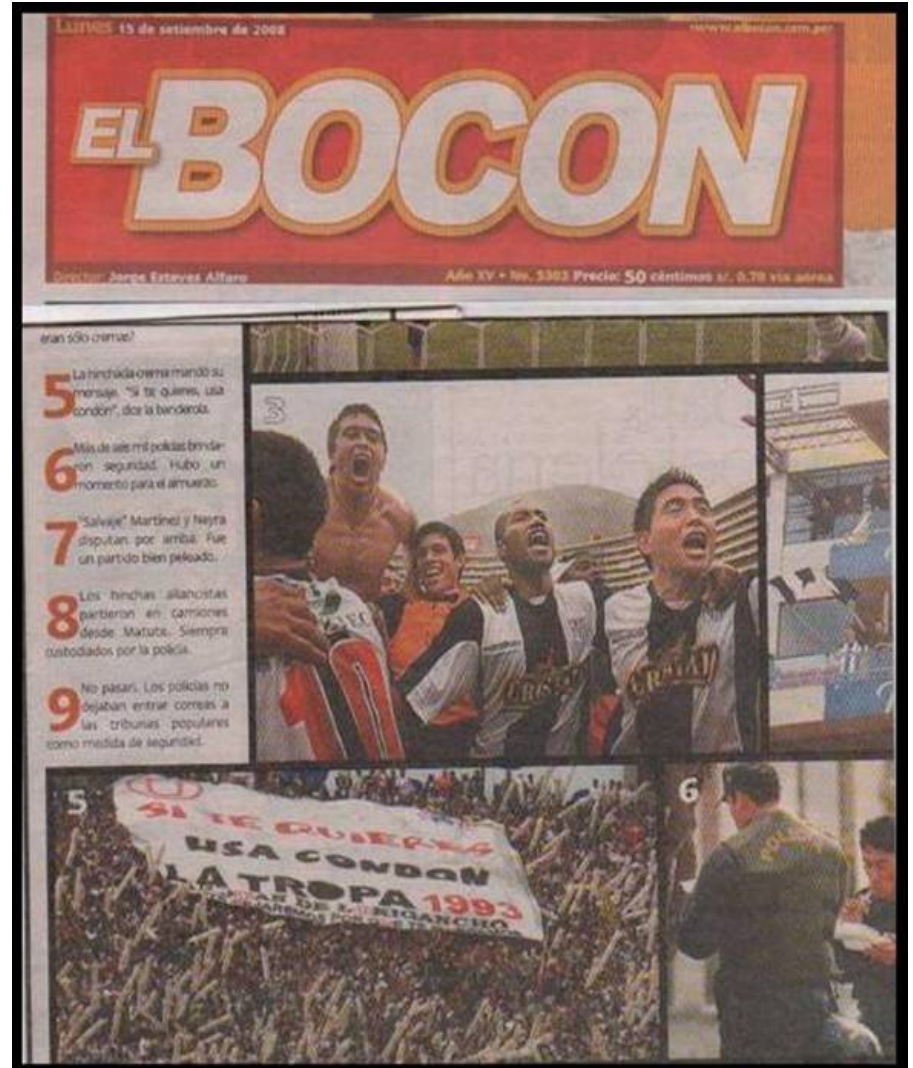 Lunes 15 de setiembre de 2008
www.elbocon.com.pe
EL BOCON
Director: Jorge Esteves Alfaro
Año XV • No. 5303 Precio: 50 céntimos s/. 0.70 vía aérea
eran sólo cremas?
5 La hinchada crema mandó su
mensaje. "Si te quieres, usa
condón", dice la banderola.
6 Más de seis mil policías brinda-
ron seguridad. Hubo un
momento para el almuerzo.
7 "Salvaje" Martínez y Neyra
disputan por arriba. Fue
un partido bien peleado.
8 Los hinchas aliancistas
partieron en camiones
desde Matute. Siempre
custodiados por la policía.
9 No pasan. Los policías no
dejaban entrar correas a
las tribunas populares
como medida de seguridad.
3
CRISTAL
CRISTAL
5
U
SI TE QUIERES
USA CONDON
LA TROPA 1993
SAN JUAN DE LURIGANCHO
6